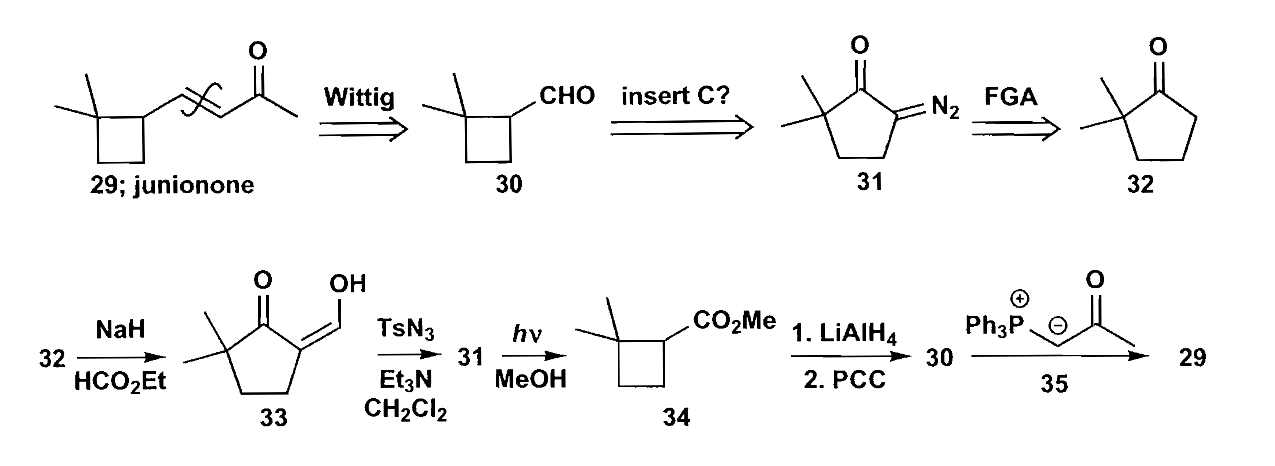 O
O
O
Wittig
CHO
insert C?
N₂
FGA
29; junionone
30
31
32
O
OH
32
NaH
HCO₂Et
33
TsN₃
Et₃N
CH₂Cl₂
31
hν
MeOH
CO₂Me
34
1. LiAlH₄
2. PCC
30
⊕
Ph₃P
⊖
O
35
29